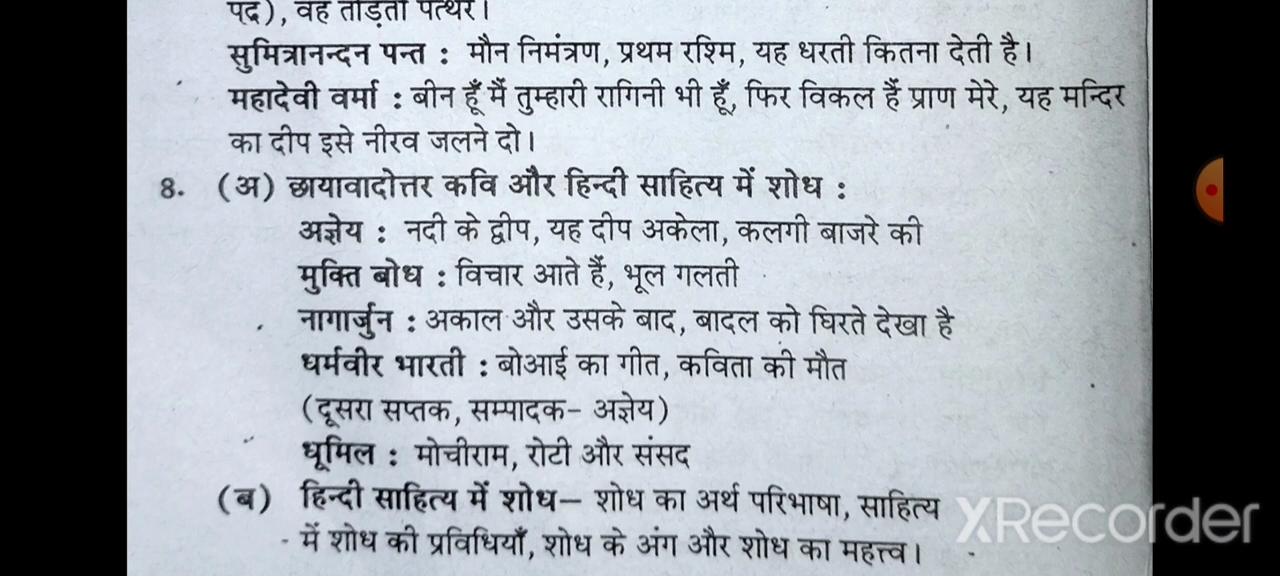 पद), वह तोड़ती पत्थर।
सुमित्रानन्दन पन्त : मौन निमंत्रण, प्रथम रश्मि, यह धरती कितना देती है।
महादेवी वर्मा : बीन हूँ मैं तुम्हारी रागिनी भी हूँ, फिर विकल हैं प्राण मेरे, यह मन्दिर
का दीप इसे नीरव जलने दो।
8. (अ) छायावादोत्तर कवि और हिन्दी साहित्य में शोध :
अज्ञेय : नदी के द्वीप, यह दीप अकेला, कलगी बाजरे की
मुक्ति बोध : विचार आते हैं, भूल गलती
नागार्जुन : अकाल और उसके बाद, बादल को घिरते देखा है
धर्मवीर भारती : बोआई का गीत, कविता की मौत
(दूसरा सप्तक, सम्पादक- अज्ञेय)
धूमिल : मोचीराम, रोटी और संसद
(ब) हिन्दी साहित्य में शोध– शोध का अर्थ परिभाषा, साहित्य
में शोध की प्रविधियाँ, शोध के अंग और शोध का महत्त्व।
XRecorder